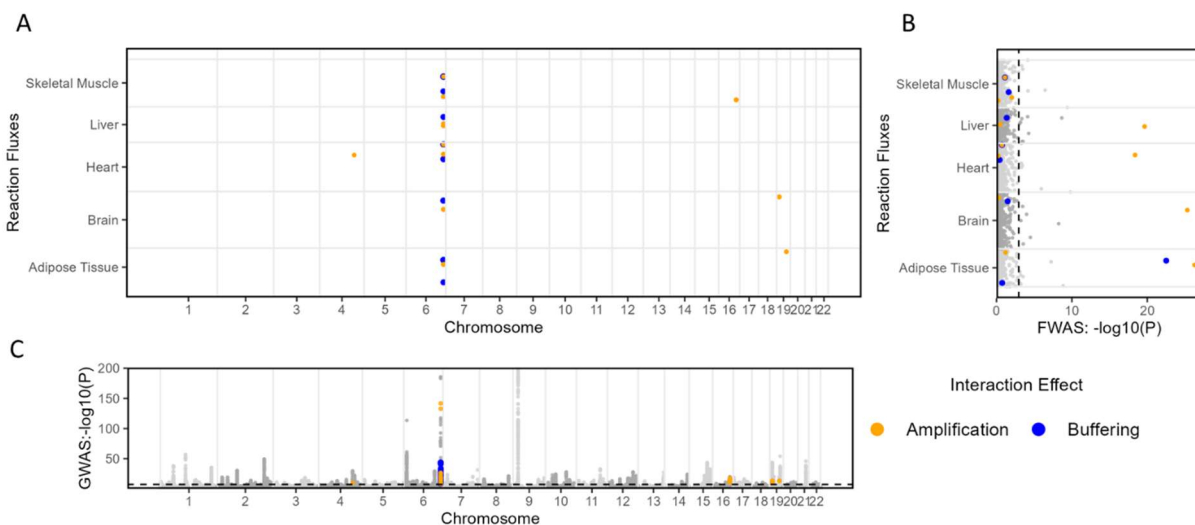 A
Reaction Fluxes
Skeletal Muscle
Liver
Heart
Brain
Adipose Tissue
1 2 3 4 5 6 7 8 9 10 11 12 13 14 15 16 17 18 19 20 21 22
Chromosome
B
Reaction Fluxes
Skeletal Muscle
Liver
Heart
Brain
Adipose Tissue
0 10 20
FWAS: -log10(P)
C
GWAS:-log10(P)
200
150
100
50
1 2 3 4 5 6 7 8 9 10 11 12 13 14 15 16 17 18 19 20 21 22
Chromosome
Interaction Effect
Amplification Buffering